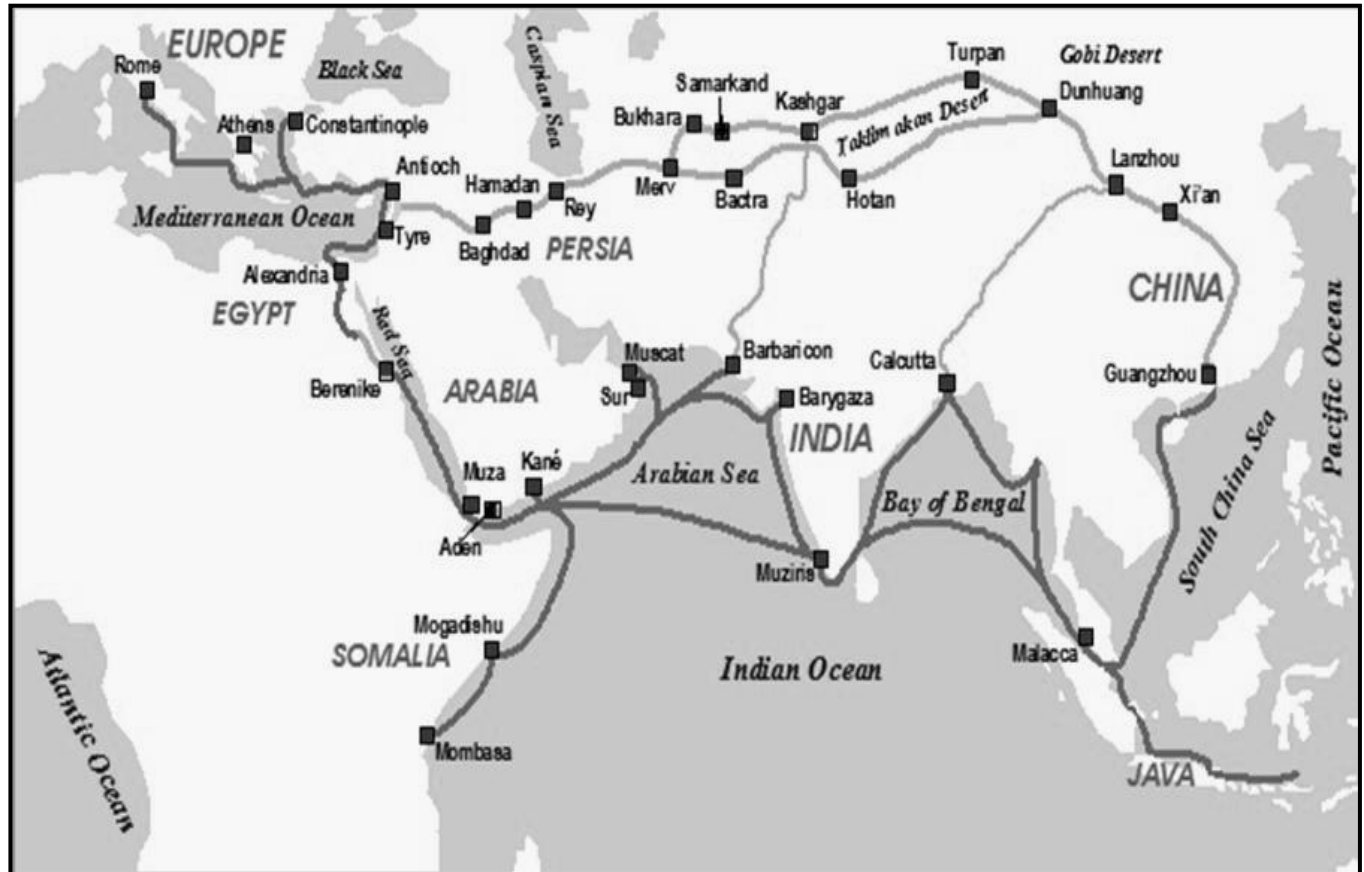 EUROPE
Rome
Black Sea
Caspian Sea
Turpan
Gobi Desert
Samarkand
Kashgar
Dunhuang
Bukhara
Taklimakan Desert
Athens
Constantinople
Lanzhou
Antioch
Hamadan
Merv
Bactra
Hotan
Xi'an
Rey
Mediterranean Ocean
Tyre
Baghdad
PERSIA
Alexandria
CHINA
EGYPT
Red Sea
Pacific Ocean
Muscat
Barbaricon
Calcutta
Guangzhou
Berenike
ARABIA
Sur
Barygaza
INDIA
Muza
Kané
Arabian Sea
Bay of Bengal
South China Sea
Aden
Muziris
Mogadishu
SOMALIA
Malacca
Indian Ocean
Atlantic Ocean
Mombasa
JAVA